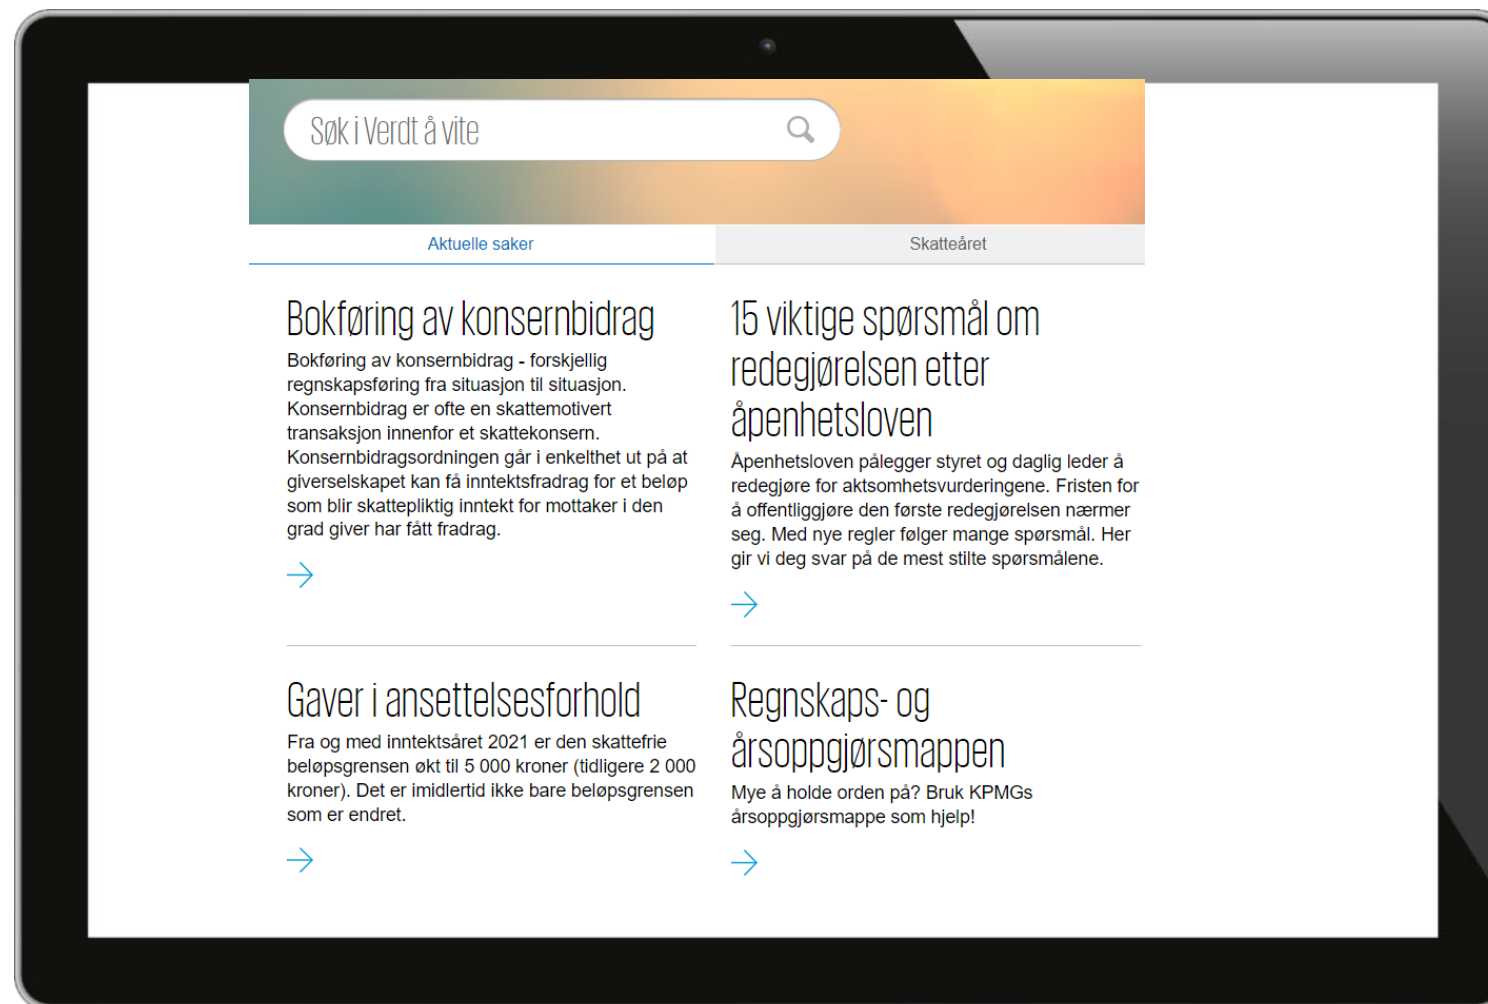 Søk i Verdt å vite
Aktuelle saker
Skatteåret
Bokføring av konsernbidrag
Bokføring av konsernbidrag - forskjellig
regnskapsføring fra situasjon til situasjon.
Konsernbidrag er ofte en skattemotivert
transaksjon innenfor et skattekonsern.
Konsernbidragsordningen går i enkelthet ut på at
giverselskapet kan få inntektsfradrag for et beløp
som blir skattepliktig inntekt for mottaker i den
grad giver har fått fradrag.
15 viktige spørsmål om
redegjørelsen etter
åpenhetsloven
Åpenhetsloven pålegger styret og daglig leder å
redegjøre for aktsomhetsvurderingene. Fristen for
å offentliggjøre den første redegjørelsen nærmer
seg. Med nye regler følger mange spørsmål. Her
gir vi deg svar på de mest stilte spørsmålene.
Gaver i ansettelsesforhold
Fra og med inntektsåret 2021 er den skattefrie
beløpsgrensen økt til 5 000 kroner (tidligere 2 000
kroner). Det er imidlertid ikke bare beløpsgrensen
som er endret.
Regnskaps- og
årsoppgjørsmappen
Mye å holde orden på? Bruk KPMGs
årsoppgjørsmappe som hjelp!